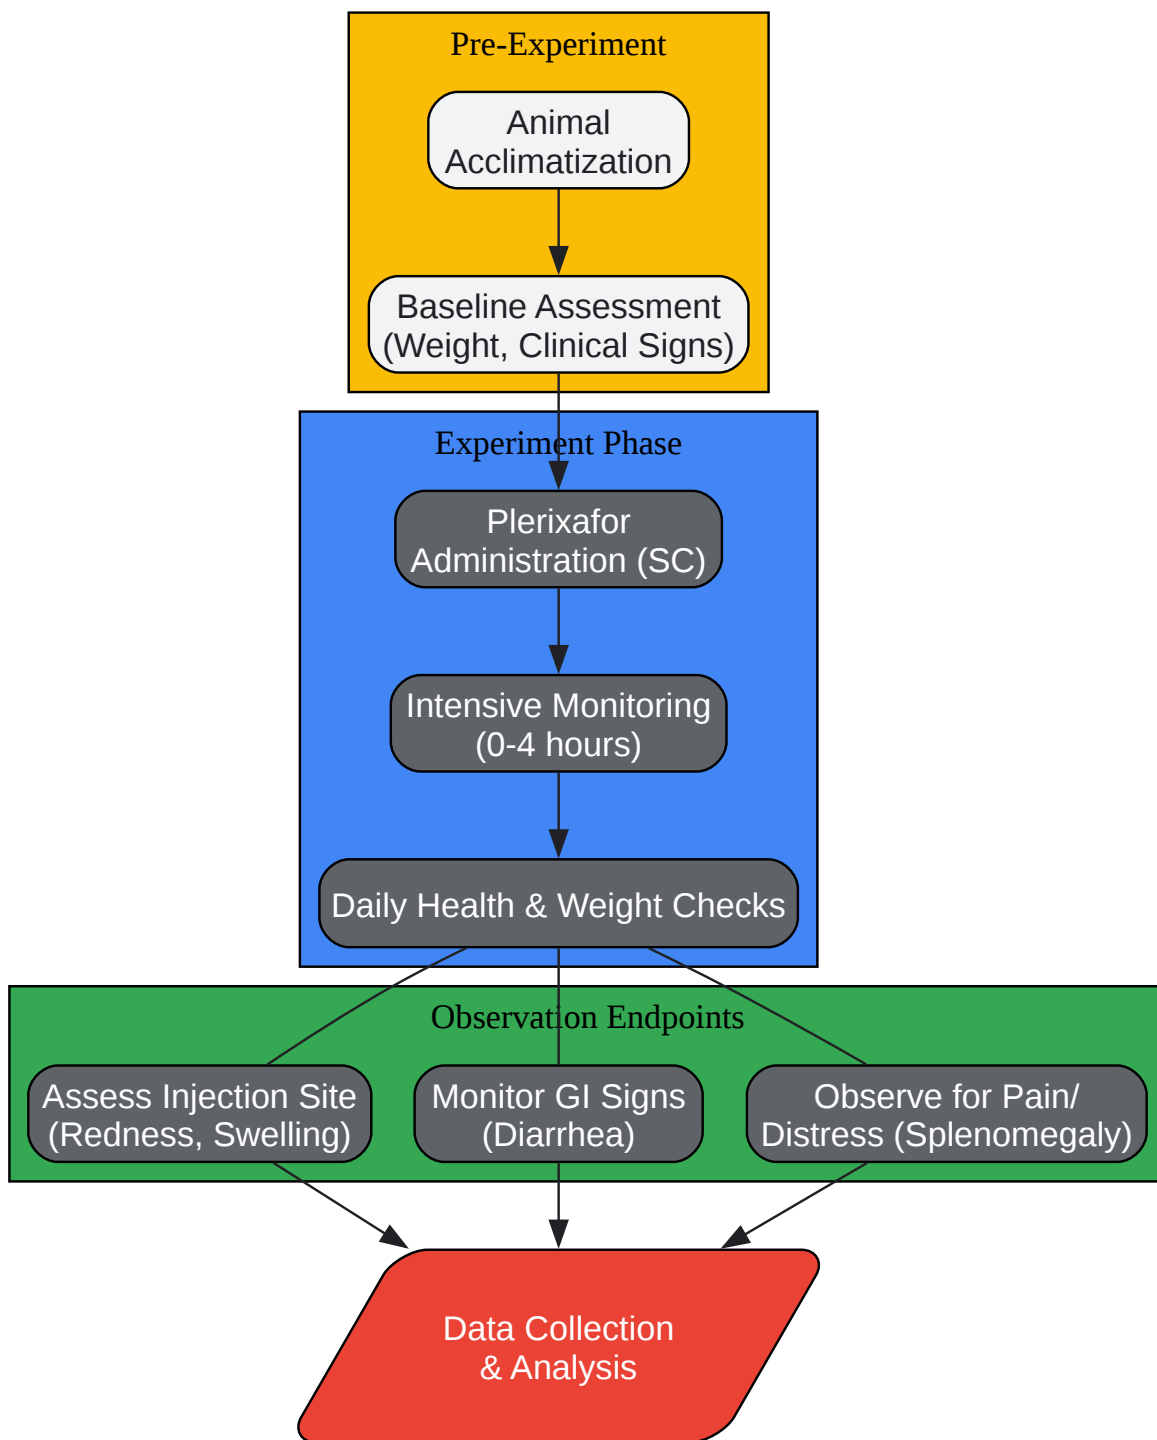 Pre-Experiment
Animal
Acclimatization
Baseline Assessment
(Weight, Clinical Signs)
Experiment Phase
Plerixafor
Administration (SC)
Intensive Monitoring
(0-4 hours)
Daily Health & Weight Checks
Observation Endpoints
Assess Injection Site
(Redness, Swelling)
Monitor GI Signs
(Diarrhea)
Observe for Pain/
Distress (Splenomegaly)
Data Collection
& Analysis